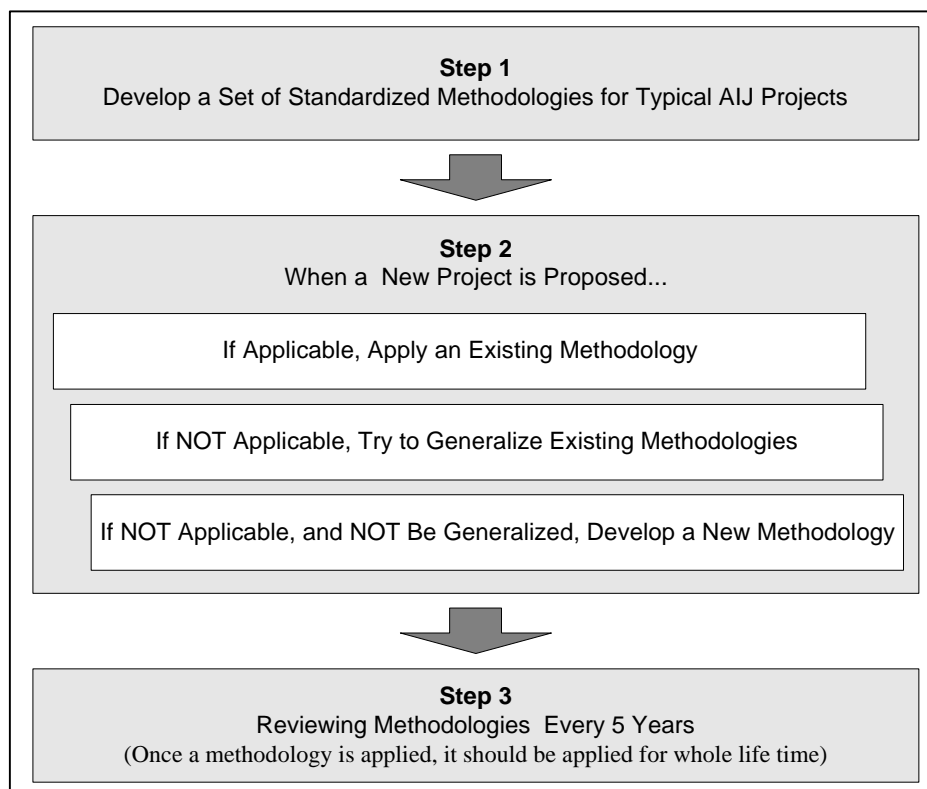 Step 1
Develop a Set of Standardized Methodologies for Typical AIJ Projects
Step 2
When a  New Project is Proposed...
If Applicable, Apply an Existing Methodology
If NOT Applicable, Try to Generalize Existing Methodologies
If NOT Applicable, and NOT Be Generalized, Develop a New Methodology
Step 3
Reviewing Methodologies  Every 5 Years
(Once a methodology is applied, it should be applied for whole life time)